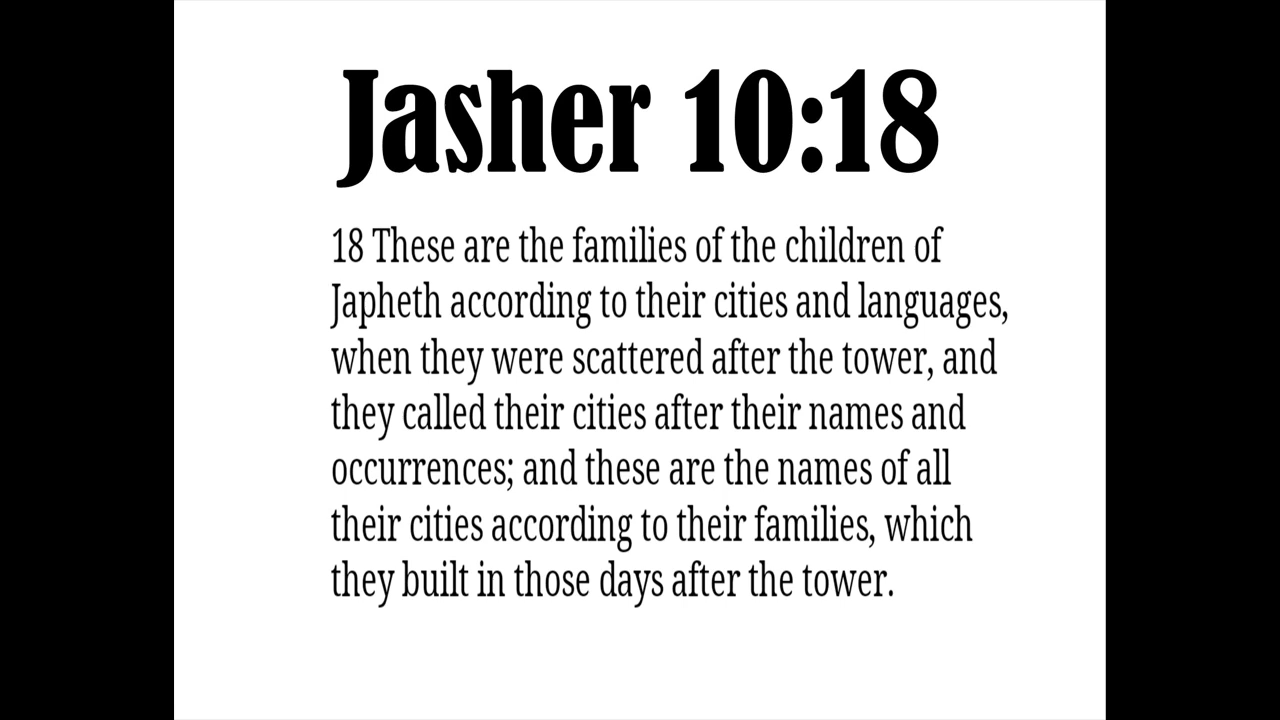 Jasher 10:18
18 These are the families of the children of
Japheth according to their cities and languages,
when they were scattered after the tower, and
they called their cities after their names and
occurrences; and these are the names of all
their cities according to their families, which
they built in those days after the tower.